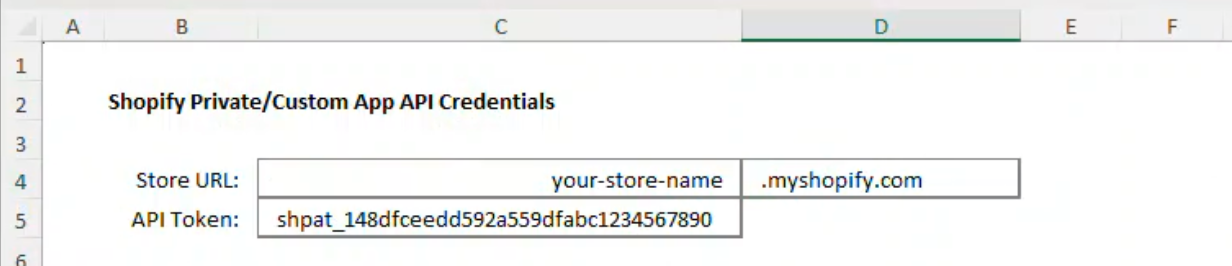 A B C D E F
1
2 Shopify Private/Custom App API Credentials
3
4 Store URL: your-store-name .myshopify.com
5 API Token: shpat_148dfceedd592a559dfabc1234567890
6